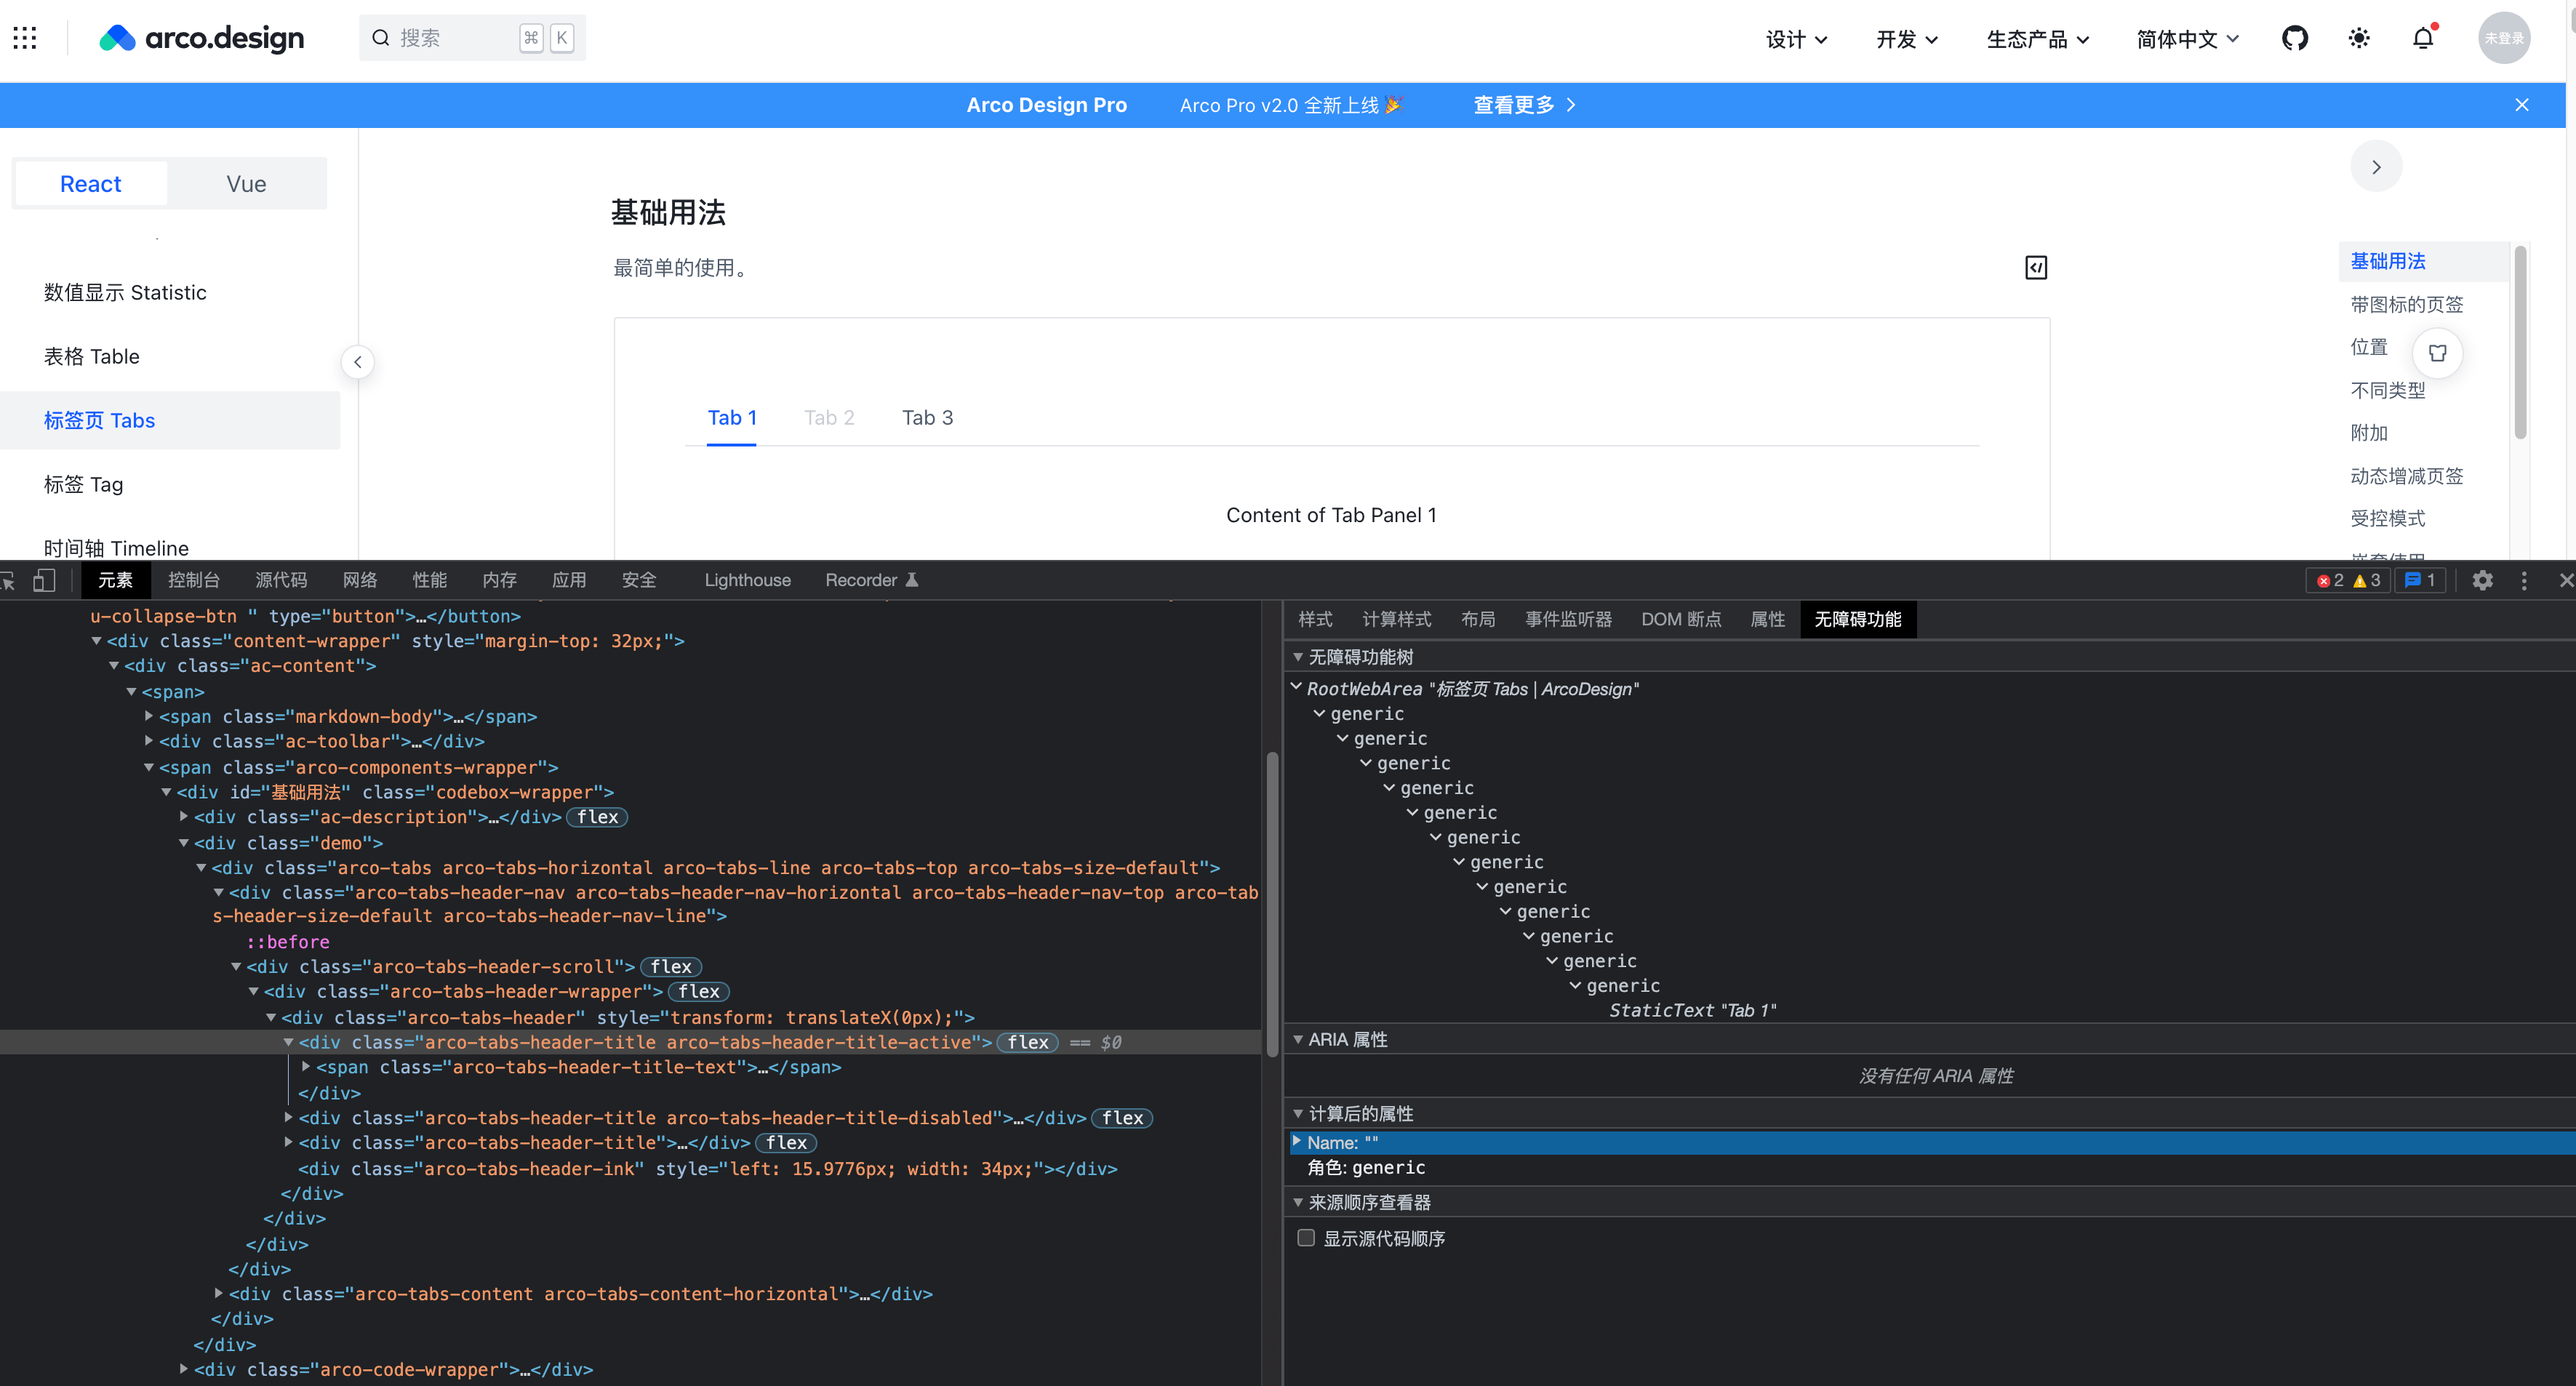 arco.design
搜索
⌘ K
设计
开发
生态产品
简体中文
未登录
Arco Design Pro
Arco Pro v2.0 全新上线 🎉
查看更多
React
Vue
数值显示 Statistic
表格 Table
标签页 Tabs
标签 Tag
时间轴 Timeline
基础用法
最简单的使用。
Tab 1
Tab 2
Tab 3
Content of Tab Panel 1
基础用法
带图标的页签
位置
不同类型
附加
动态增减页签
受控模式
嵌套使用
元素 控制台 源代码 网络 性能 内存 应用 安全 Lighthouse Recorder
2 3 1
u-collapse-btn " type="button">…</button>
<div class="content-wrapper" style="margin-top: 32px;">
<div class="ac-content">
<span>
<span class="markdown-body">…</span>
<div class="ac-toolbar">…</div>
<span class="arco-components-wrapper">
<div id="基础用法" class="codebox-wrapper">
<div class="ac-description">…</div> flex
<div class="demo">
<div class="arco-tabs arco-tabs-horizontal arco-tabs-line arco-tabs-top arco-tabs-size-default">
<div class="arco-tabs-header-nav arco-tabs-header-nav-horizontal arco-tabs-header-nav-top arco-tab
s-header-size-default arco-tabs-header-nav-line">
::before
<div class="arco-tabs-header-scroll"> flex
<div class="arco-tabs-header-wrapper"> flex
<div class="arco-tabs-header" style="transform: translateX(0px);">
<div class="arco-tabs-header-title arco-tabs-header-title-active"> flex == $0
<span class="arco-tabs-header-title-text">…</span>
</div>
<div class="arco-tabs-header-title arco-tabs-header-title-disabled">…</div> flex
<div class="arco-tabs-header-title">…</div> flex
<div class="arco-tabs-header-ink" style="left: 15.9776px; width: 34px;"></div>
</div>
</div>
</div>
</div>
<div class="arco-tabs-content arco-tabs-content-horizontal">…</div>
</div>
</div>
<div class="arco-code-wrapper">…</div>
样式 计算样式 布局 事件监听器 DOM 断点 属性 无障碍功能
无障碍功能树
RootWebArea "标签页 Tabs | ArcoDesign"
generic
generic
generic
generic
generic
generic
generic
generic
generic
generic
generic
generic
StaticText "Tab 1"
ARIA 属性
没有任何 ARIA 属性
计算后的属性
Name: ""
角色: generic
来源顺序查看器
显示源代码顺序